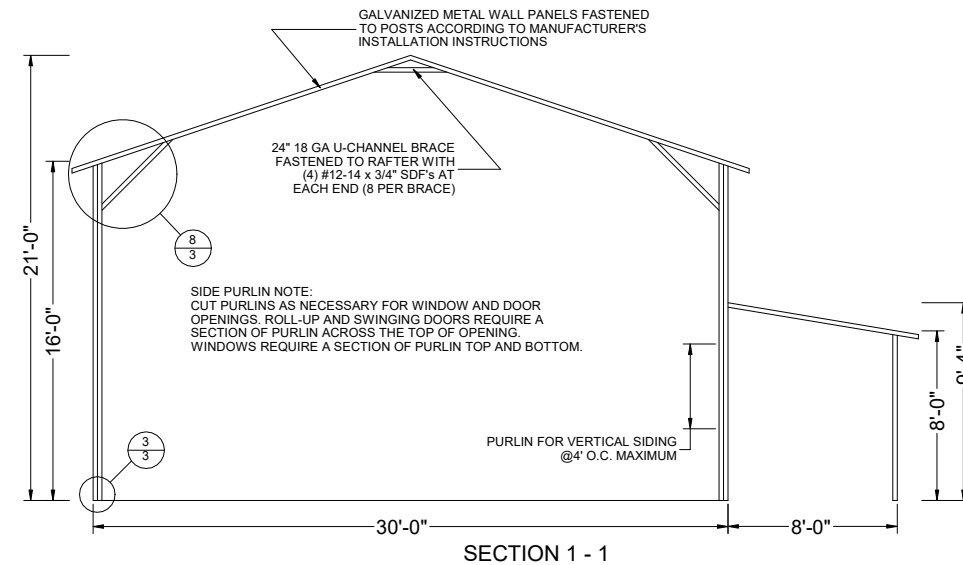 GALVANIZED METAL WALL PANELS FASTENED
TO POSTS ACCORDING TO MANUFACTURER'S
INSTALLATION INSTRUCTIONS
24" 18 GA U-CHANNEL BRACE
FASTENED TO RAFTER WITH
(4) #12-14 x 3/4" SDF's AT
EACH END (8 PER BRACE)
8
3
21'-0"
16'-0"
SIDE PURLIN NOTE:
CUT PURLINS AS NECESSARY FOR WINDOW AND DOOR
OPENINGS. ROLL-UP AND SWINGING DOORS REQUIRE A
SECTION OF PURLIN ACROSS THE TOP OF OPENING.
WINDOWS REQUIRE A SECTION OF PURLIN TOP AND BOTTOM.
3
3
PURLIN FOR VERTICAL SIDING
@4' O.C. MAXIMUM
8'-0"
9'-4"
30'-0"
8'-0"
SECTION 1 - 1